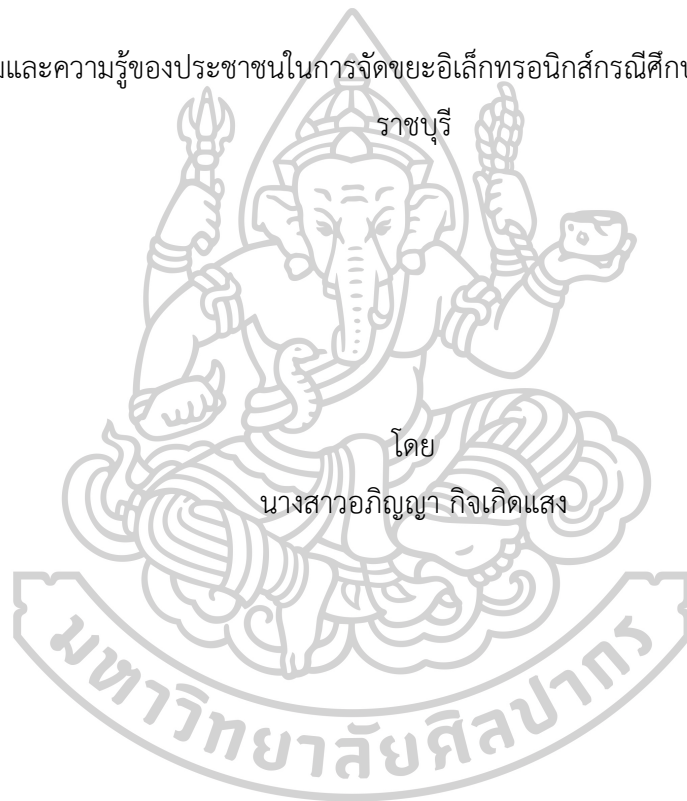 และความรู้ของประชาชนในการจัดขยะอิเล็กทรอนิกส์กรณีศึกษ
ราชบุรี
โดย
นางสาวอภิญญา กิจเกิดแสง
มหาวิทยาลัยศิลปากร